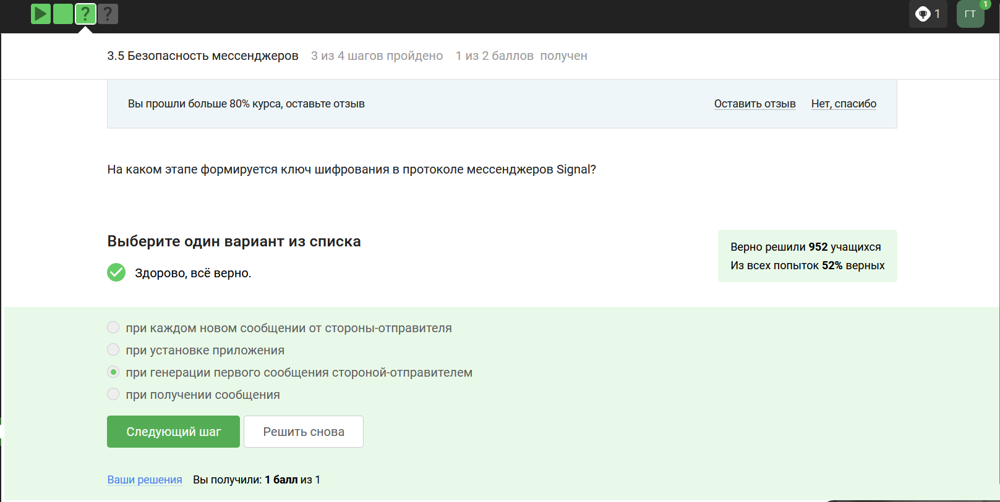 ? ?
1
ГТ
1
3.5 Безопасность мессенджеров 3 из 4 шагов пройдено 1 из 2 баллов получен
Вы прошли больше 80% курса, оставьте отзыв Оставить отзыв Нет, спасибо
На каком этапе формируется ключ шифрования в протоколе мессенджеров Signal?
Выберите один вариант из списка
Здорово, всё верно.
Верно решили 952 учащихся
Из всех попыток 52% верных
при каждом новом сообщении от стороны-отправителя
при установке приложения
при генерации первого сообщения стороной-отправителем
при получении сообщения
Следующий шаг Решить снова
Ваши решения Вы получили: 1 балл из 1